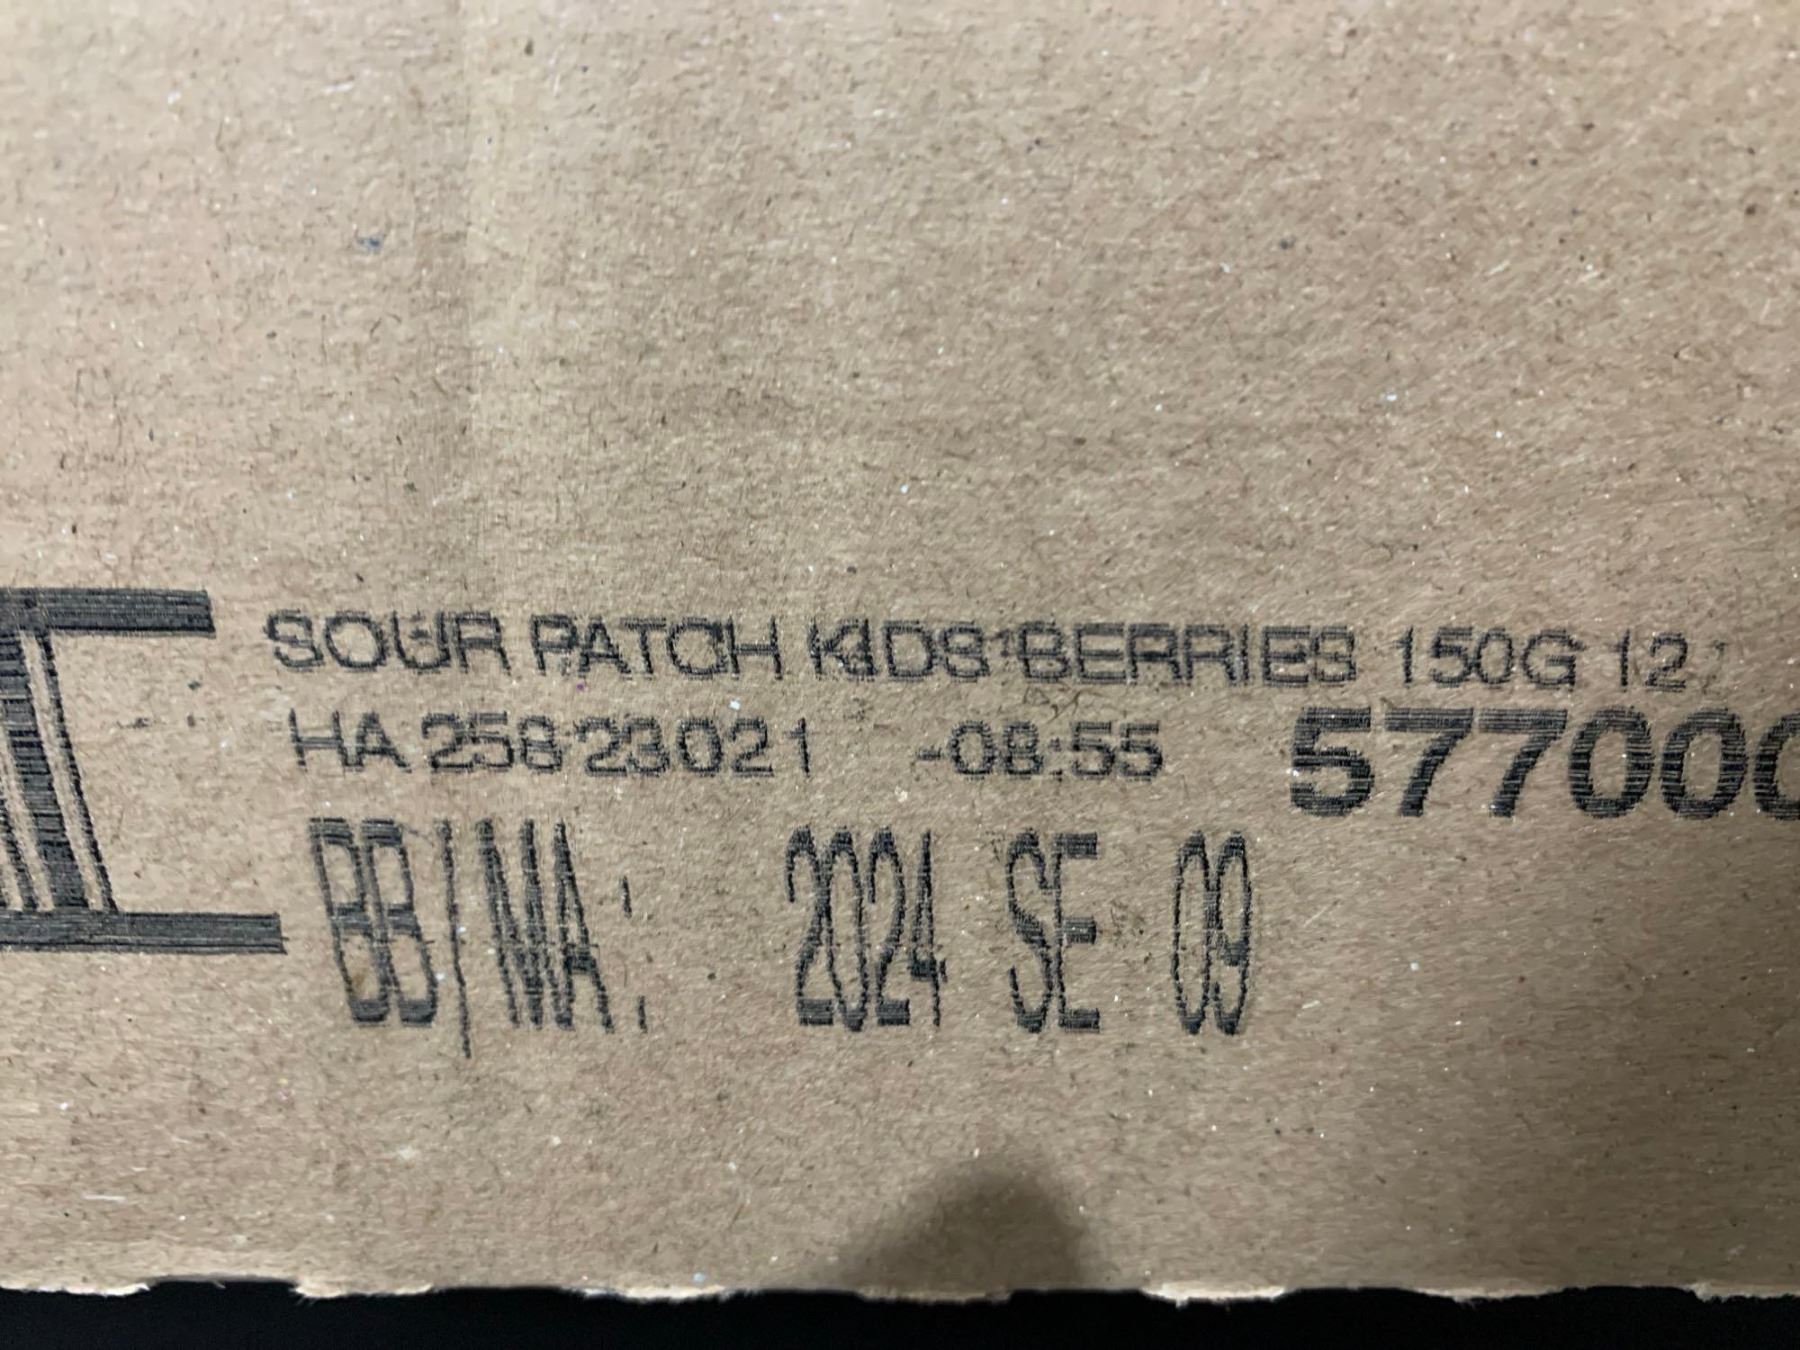 SOUR PATCH KIDS BERRIES 150G 12
HA 258 23021 -08:55 57700
BB/MA: 2024 SE 09